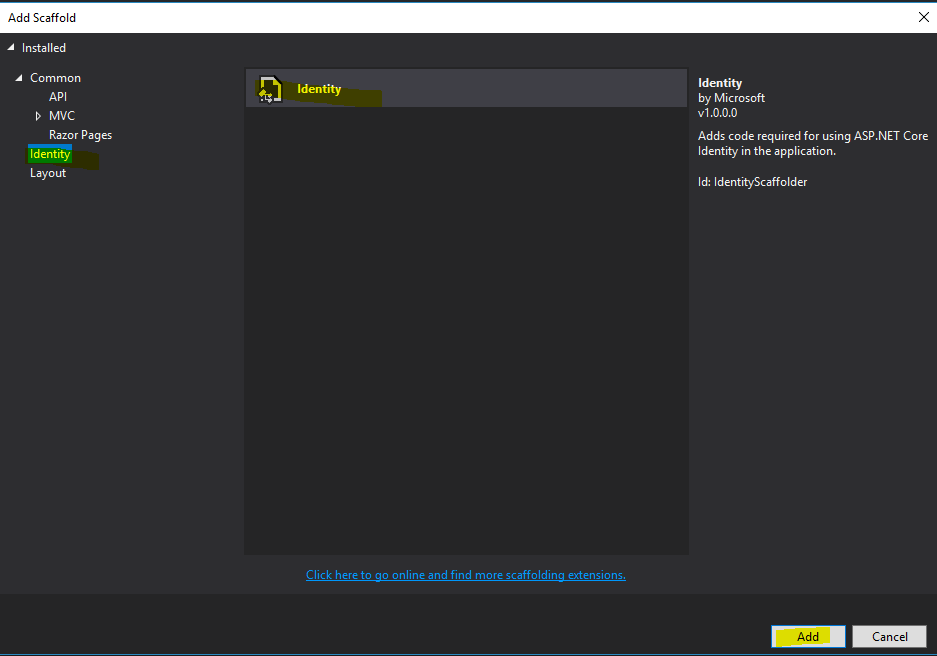 Add Scaffold
Installed
Common
API
MVC
Razor Pages
Identity
Layout
Identity
Identity
by Microsoft
v1.0.0.0
Adds code required for using ASP.NET Core
Identity in the application.
Id: IdentityScaffolder
Click here to go online and find more scaffolding extensions.
Add
Cancel